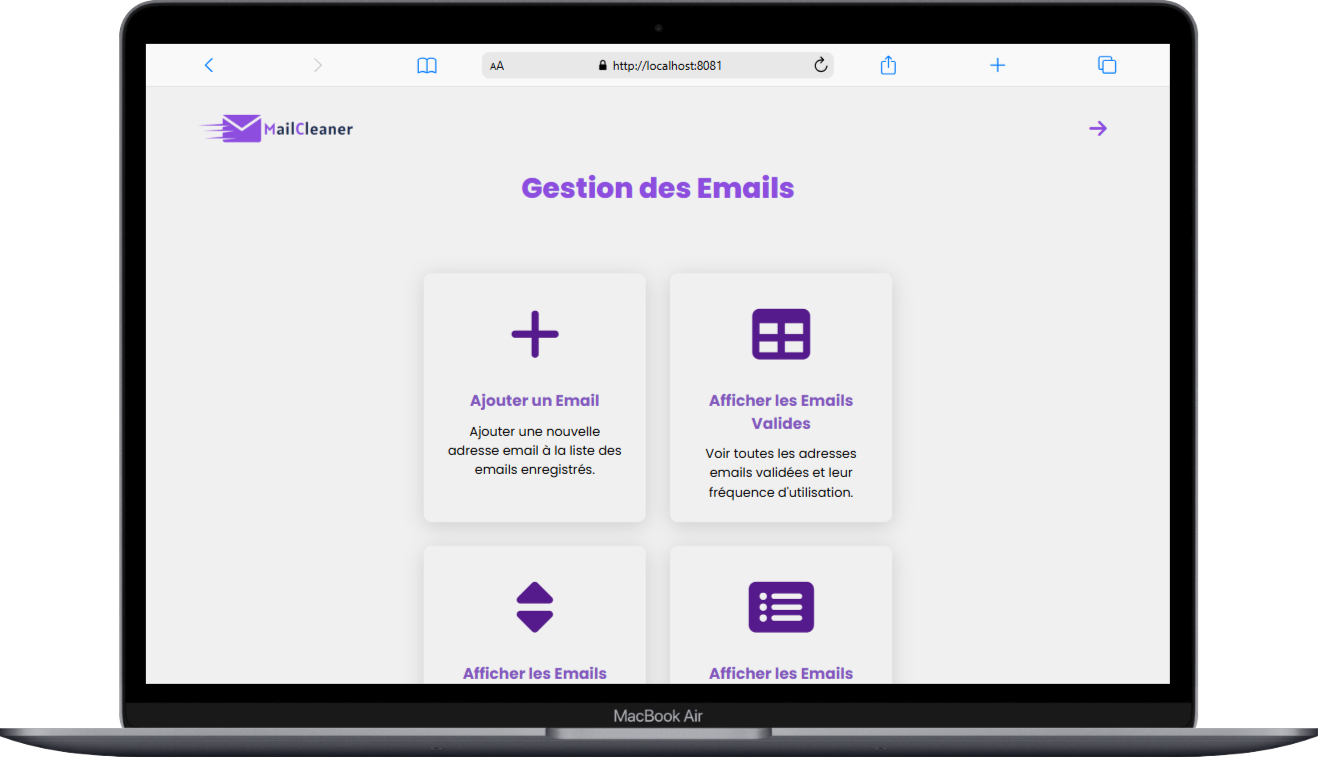 AA
http://localhost:8081
MailCleaner
Gestion des Emails
Ajouter un Email
Ajouter une nouvelle
adresse email à la liste des
emails enregistrés.
Afficher les Emails
Valides
Voir toutes les adresses
emails validées et leur
fréquence d'utilisation.
Afficher les Emails
Afficher les Emails
MacBook Air